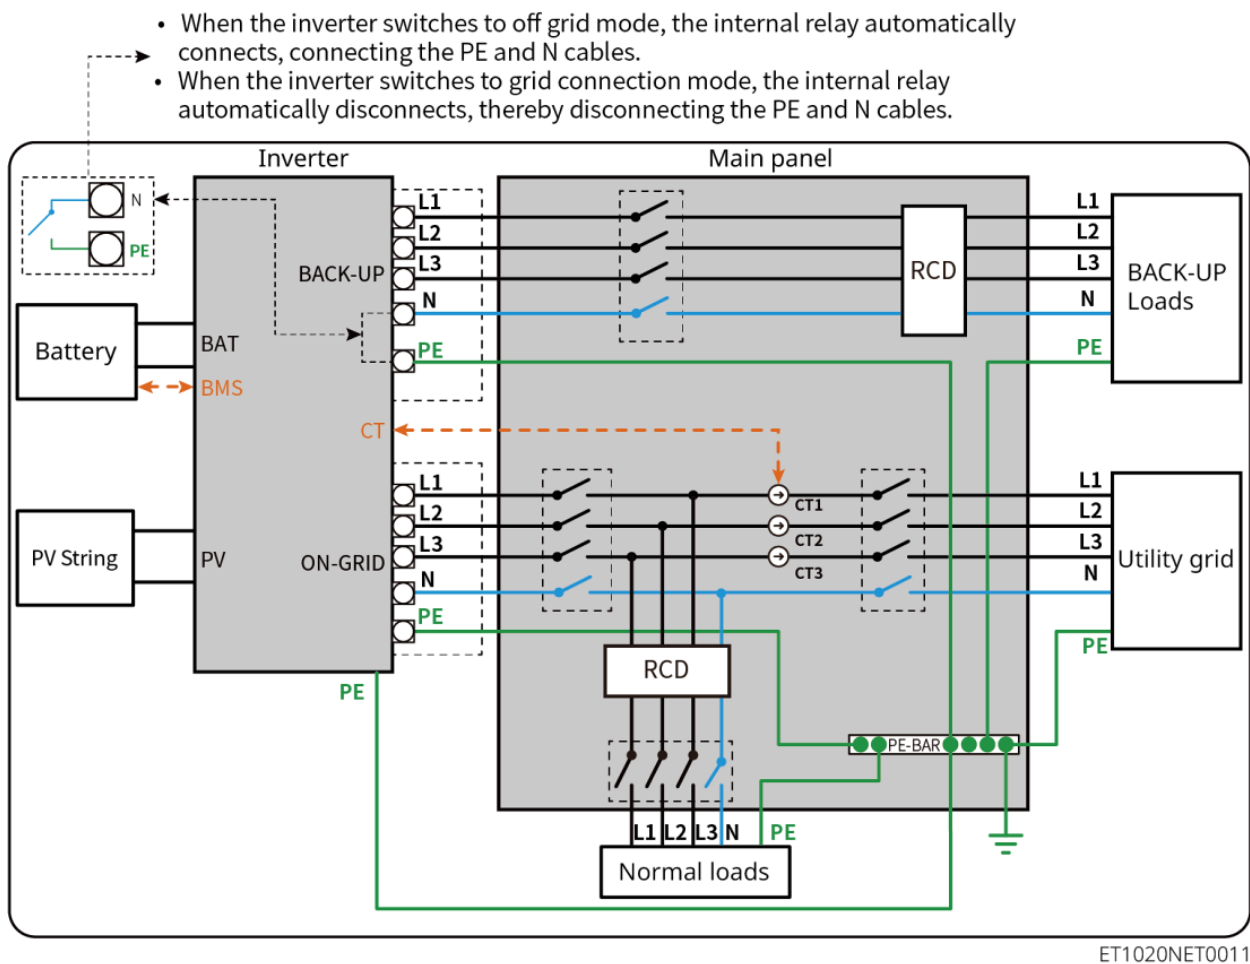 • When the inverter switches to off grid mode, the internal relay automatically
connects, connecting the PE and N cables.
• When the inverter switches to grid connection mode, the internal relay
automatically disconnects, thereby disconnecting the PE and N cables.
Inverter
Main panel
N
PE
L1
L2
L3
N
PE
BACK-UP
RCD
L1
L2
L3
N
PE
BACK-UP
Loads
Battery
BAT
BMS
CT
PV String
PV
ON-GRID
L1
L2
L3
N
PE
CT1
CT2
CT3
L1
L2
L3
N
PE
Utility grid
RCD
PE
PE-BAR
L1 L2 L3 N PE
Normal loads
ET1020NET0011